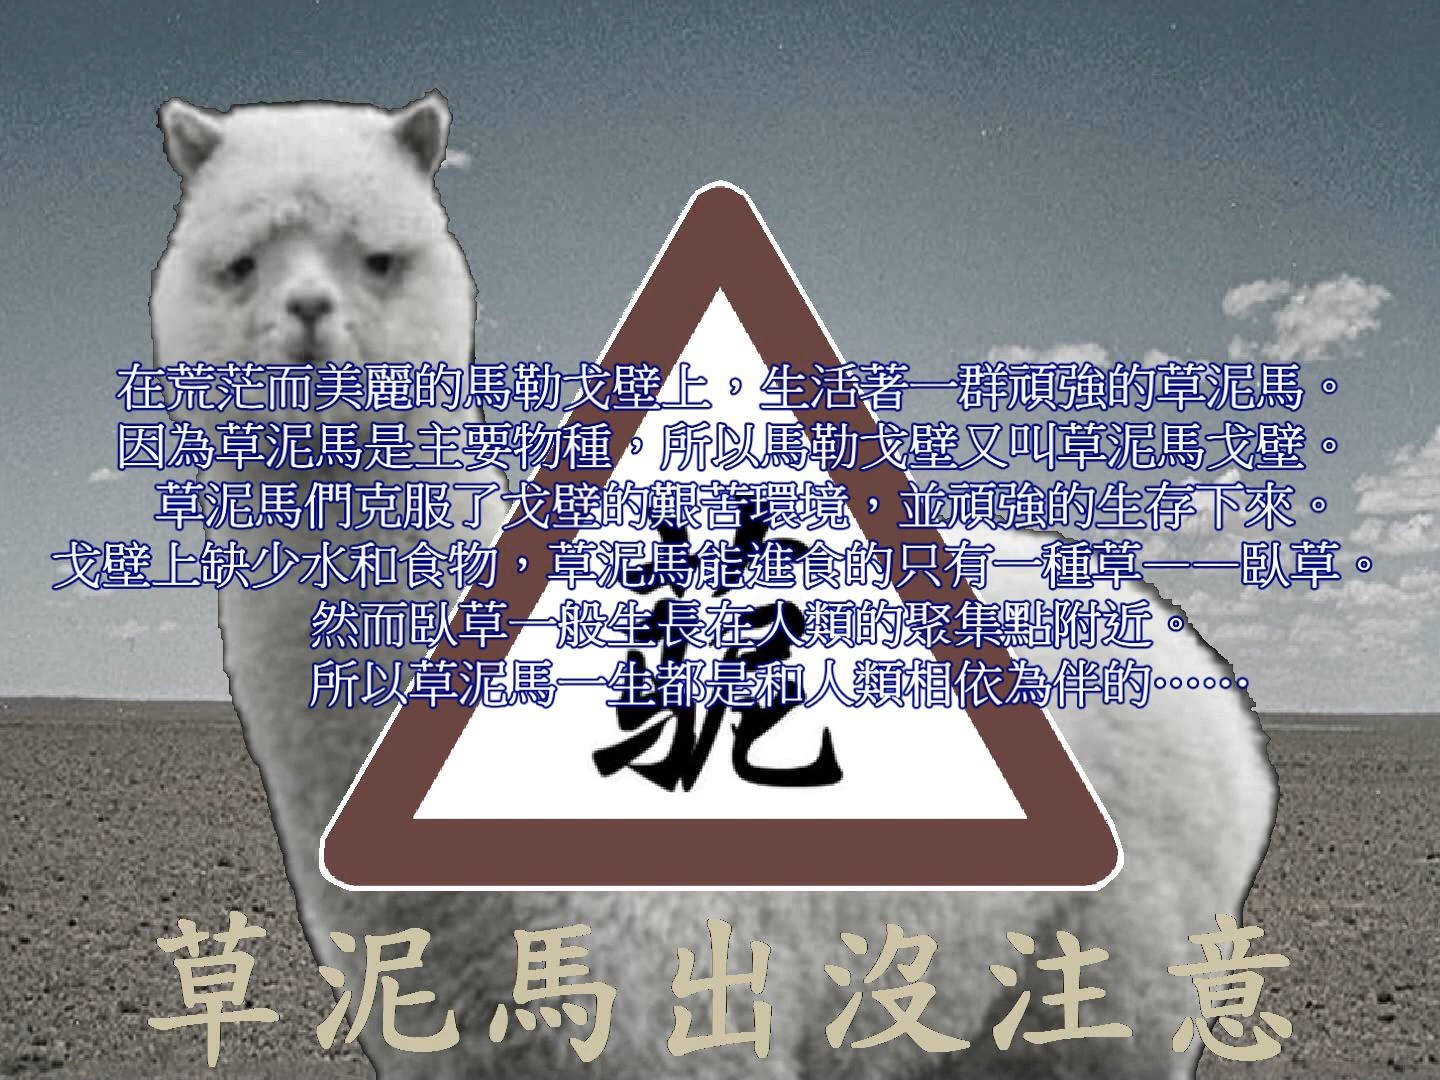 在荒茫而美麗的馬勒戈壁上，生活著一群頑強的草泥馬。
因為草泥馬是主要物種，所以馬勒戈壁又叫草泥馬戈壁。
草泥馬們克服了戈壁的艱苦環境，並頑強的生存下來。
戈壁上缺少水和食物，草泥馬能進食的只有一種草－－臥草。
然而臥草一般生長在人類的聚集點附近。
所以草泥馬一生都是和人類相依為伴的……
草泥馬出沒注意